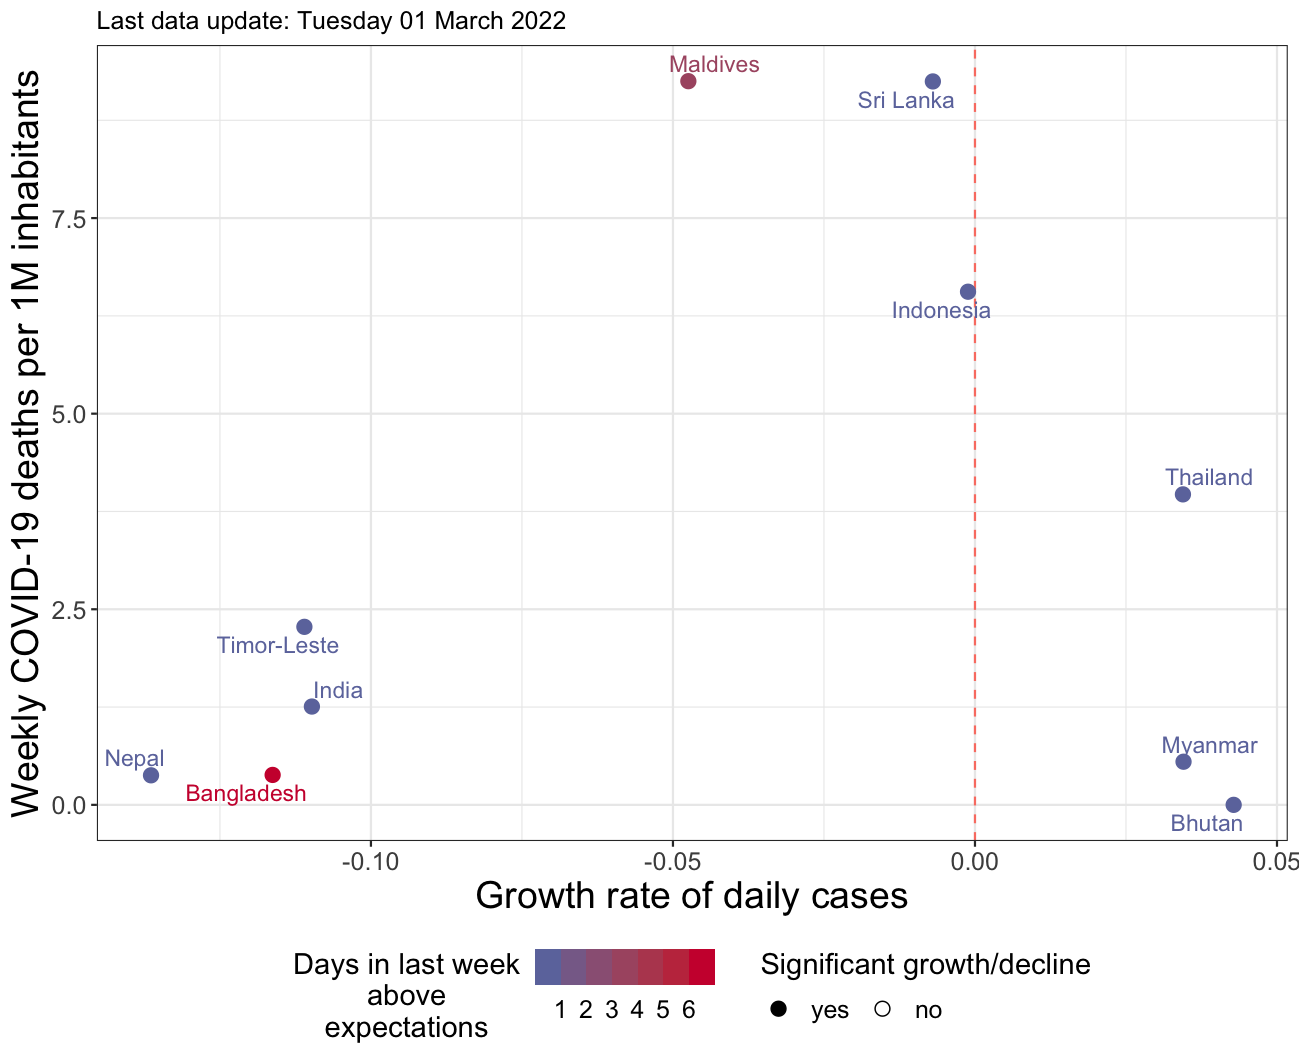 Last data update: Tuesday 01 March 2022
Weekly COVID-19 deaths per 1M inhabitants
Maldives
Sri Lanka
7.5
Indonesia
5.0
Thailand
2.5
Timor-Leste
India
Myanmar
Nepal
Bangladesh
0.0
Bhutan
-0.10 -0.05 0.00 0.05
Growth rate of daily cases
Days in last week
above
expectations
1 2 3 4 5 6
Significant growth/decline
yes no